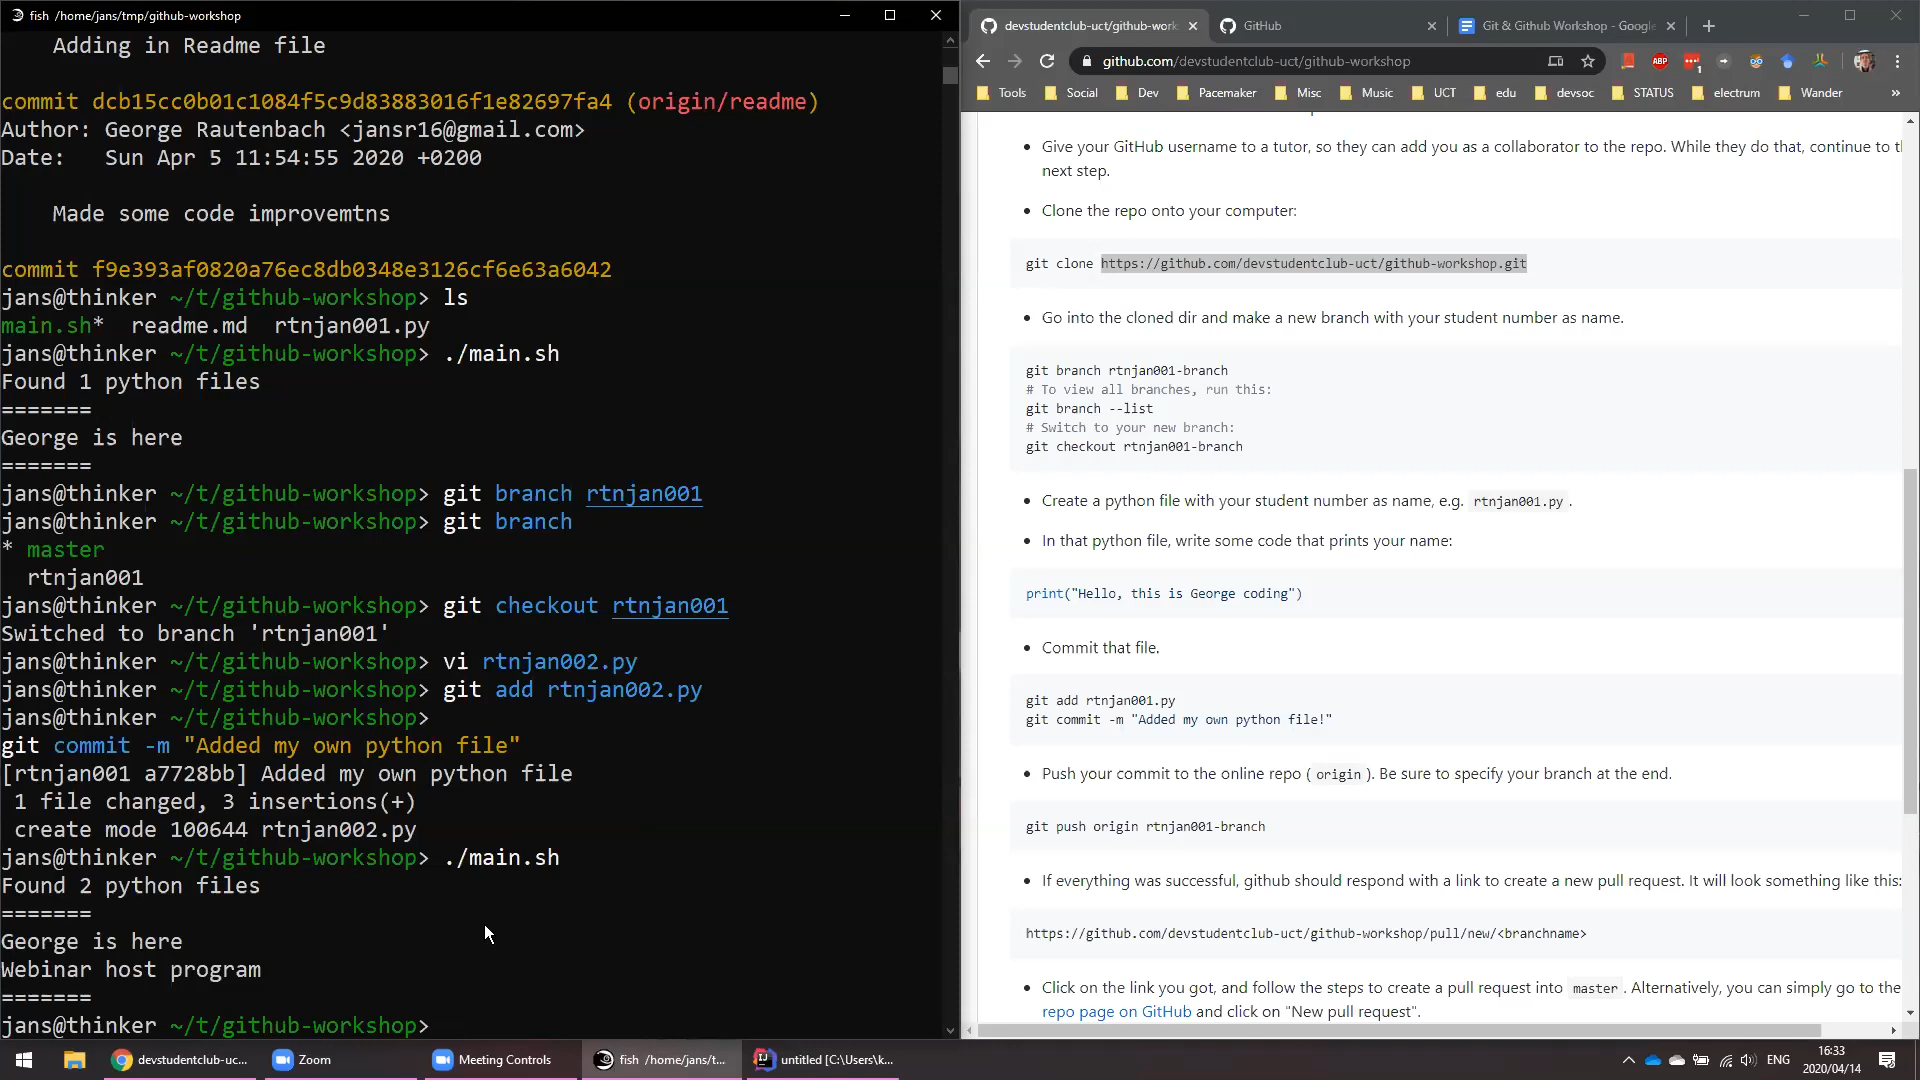 fish /home/jans/tmp/github-workshop
Adding in Readme file
commit dcb15cc0b01c1084f5c9d83883016f1e82697fa4 (origin/readme)
Author: George Rautenbach <jansr16@gmail.com>
Date:   Sun Apr 5 11:54:55 2020 +0200
Made some code improvemtns
commit f9e393af0820a76ec8db0348e3126cf6e63a6042
jans@thinker ~/t/github-workshop> ls
main.sh*  readme.md  rtnjan001.py
jans@thinker ~/t/github-workshop> ./main.sh
Found 1 python files
=======
George is here
=======
jans@thinker ~/t/github-workshop> git branch rtnjan001
jans@thinker ~/t/github-workshop> git branch
* master
rtnjan001
jans@thinker ~/t/github-workshop> git checkout rtnjan001
Switched to branch 'rtnjan001'
jans@thinker ~/t/github-workshop> vi rtnjan002.py
jans@thinker ~/t/github-workshop> git add rtnjan002.py
jans@thinker ~/t/github-workshop>
git commit -m "Added my own python file"
[rtnjan001 a7728bb] Added my own python file
1 file changed, 3 insertions(+)
create mode 100644 rtnjan002.py
jans@thinker ~/t/github-workshop> ./main.sh
Found 2 python files
=======
George is here
Webinar host program
=======
jans@thinker ~/t/github-workshop>
devstudentclub-uct/github-work
GitHub
Git & Github Workshop - Google
github.com/devstudentclub-uct/github-workshop
ABP
1
Tools Social Dev Pacemaker Misc Music UCT edu devsoc STATUS electrum Wander »
• Give your GitHub username to a tutor, so they can add you as a collaborator to the repo. While they do that, continue to th
next step.
• Clone the repo onto your computer:
git clone https://github.com/devstudentclub-uct/github-workshop.git
• Go into the cloned dir and make a new branch with your student number as name.
git branch rtnjan001-branch
# To view all branches, run this:
git branch --list
# Switch to your new branch:
git checkout rtnjan001-branch
• Create a python file with your student number as name, e.g. rtnjan001.py .
• In that python file, write some code that prints your name:
print("Hello, this is George coding")
• Commit that file.
git add rtnjan001.py
git commit -m "Added my own python file!"
• Push your commit to the online repo ( origin ). Be sure to specify your branch at the end.
git push origin rtnjan001-branch
• If everything was successful, github should respond with a link to create a new pull request. It will look something like this:
https://github.com/devstudentclub-uct/github-workshop/pull/new/<branchname>
• Click on the link you got, and follow the steps to create a pull request into master . Alternatively, you can simply go to the
repo page on GitHub and click on "New pull request".
devstudentclub-uc...
Zoom
Meeting Controls
fish /home/jans/t...
untitled [C:\Users\k...
ENG
16:33
2020/04/14